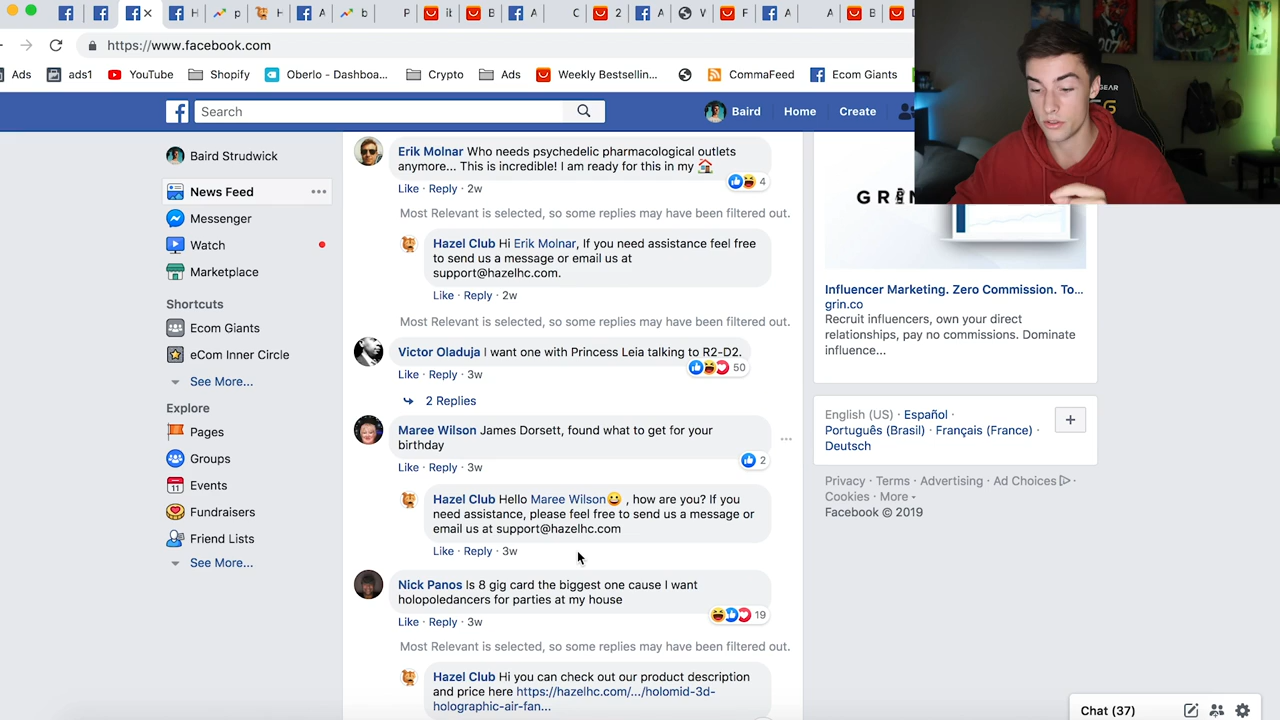 P
it
B
A
C
2
A
W
F
A
A
B
https://www.facebook.com
Ads
ads1
YouTube
Shopify
Oberlo - Dashboa...
Crypto
Ads
Weekly Bestsellin...
CommaFeed
Ecom Giants
Search
Baird
Home
Create
Baird Strudwick
News Feed
Messenger
Watch
Marketplace
Shortcuts
Ecom Giants
eCom Inner Circle
See More...
Explore
Pages
Groups
11
Events
Fundraisers
Friend Lists
See More...
Erik Molnar Who needs psychedelic pharmacological outlets
anymore... This is incredible! I am ready for this in my 🏠
4
Like · Reply · 2w
Most Relevant is selected, so some replies may have been filtered out.
Hazel Club Hi Erik Molnar, If you need assistance feel free
to send us a message or email us at
support@hazelhc.com.
Like · Reply · 2w
Most Relevant is selected, so some replies may have been filtered out.
Victor Oladuja I want one with Princess Leia talking to R2-D2.
50
Like · Reply · 3w
2 Replies
Maree Wilson James Dorsett, found what to get for your
birthday
2
Like · Reply · 3w
Hazel Club Hello Maree Wilson😀 , how are you? If you
need assistance, please feel free to send us a message or
email us at support@hazelhc.com
Like · Reply · 3w
Nick Panos Is 8 gig card the biggest one cause I want
holopoledancers for parties at my house
19
Like · Reply · 3w
Most Relevant is selected, so some replies may have been filtered out.
Hazel Club Hi you can check out our product description
and price here https://hazelhc.com/.../holomid-3d-
holographic-air-fan...
GRIN
Influencer Marketing. Zero Commission. To...
grin.co
Recruit influencers, own your direct
relationships, pay no commissions. Dominate
influence...
English (US) · Español ·
Português (Brasil) · Français (France) ·
Deutsch
Privacy · Terms · Advertising · Ad Choices ·
Cookies · More
Facebook © 2019
Chat (37)
007
GEAR